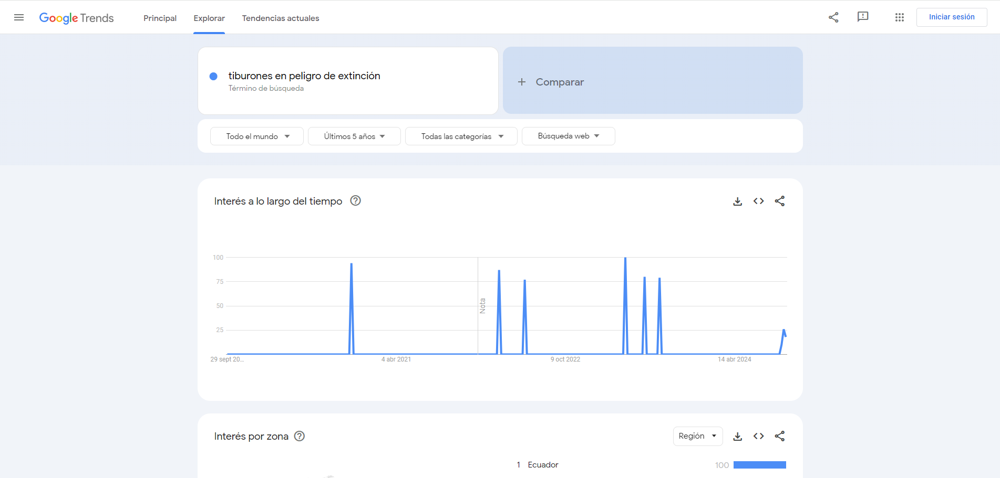 Google Trends
Principal
Explorar
Tendencias actuales
Iniciar sesión
tiburones en peligro de extinción
Término de búsqueda
+ Comparar
Todo el mundo
Últimos 5 años
Todas las categorías
Búsqueda web
Interés a lo largo del tiempo
100
75
50
25
Nota
29 sept 20...
4 abr 2021
9 oct 2022
14 abr 2024
Interés por zona
Región
1 Ecuador 100